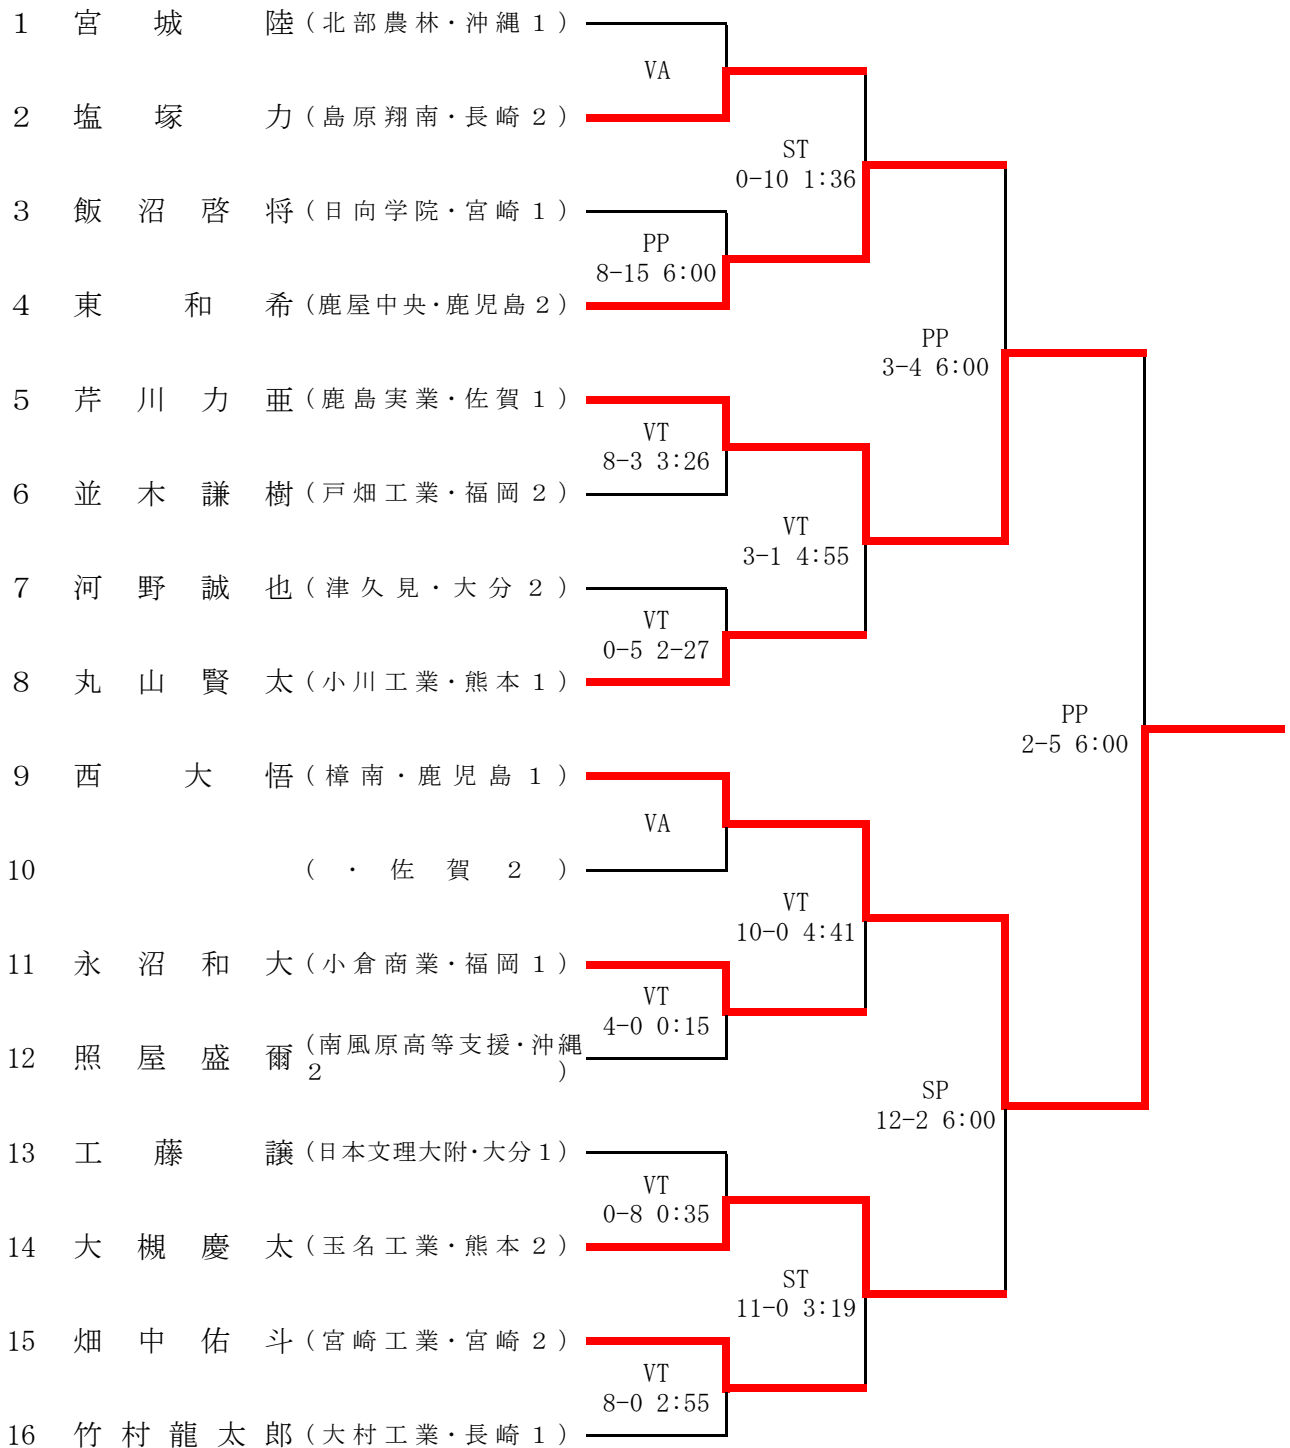 1 宮城 陸 (北部農林・沖縄１)
VA
2 塩塚 力 (島原翔南・長崎２)
ST
0-10 1:36
3 飯沼啓将 (日向学院・宮崎１)
PP
8-15 6:00
4 東 和希 (鹿屋中央・鹿児島２)
PP
3-4 6:00
5 芹川力亜 (鹿島実業・佐賀１)
VT
8-3 3:26
6 並木謙樹 (戸畑工業・福岡２)
VT
3-1 4:55
7 河野誠也 (津久見・大分２)
VT
0-5 2-27
8 丸山賢太 (小川工業・熊本１)
PP
2-5 6:00
9 西 大悟 (樟南・鹿児島１)
VA
10 (・佐賀２)
VT
10-0 4:41
11 永沼和大 (小倉商業・福岡１)
VT
4-0 0:15
12 照屋盛爾 (南風原高等支援・沖縄
２)
SP
12-2 6:00
13 工藤 譲 (日本文理大附・大分１)
VT
0-8 0:35
14 大槻慶太 (玉名工業・熊本２)
ST
11-0 3:19
15 畑中佑斗 (宮崎工業・宮崎２)
VT
8-0 2:55
16 竹村龍太郎 (大村工業・長崎１)